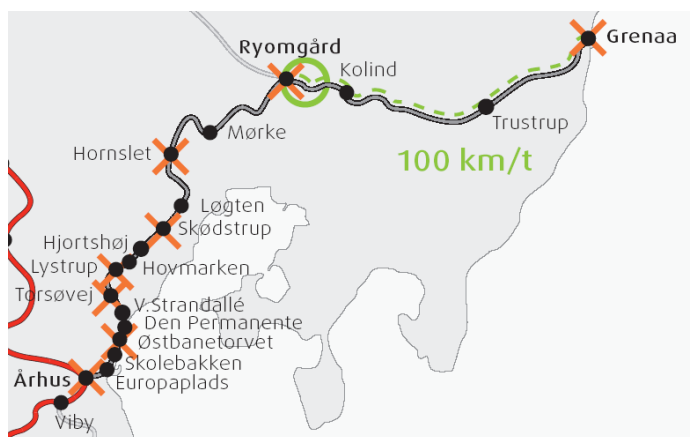 Grenaa
Ryomgård
Kolind
Trustrup
Mørke
Hornslet
100 km/t
Løgten
Skødstrup
Hjortshøj
Lystrup
Hovmarken
Torsøvej
V.Strandallé
Den Permanente
Østbanetorvet
Skolebakken
Århus
Europaplads
Viby